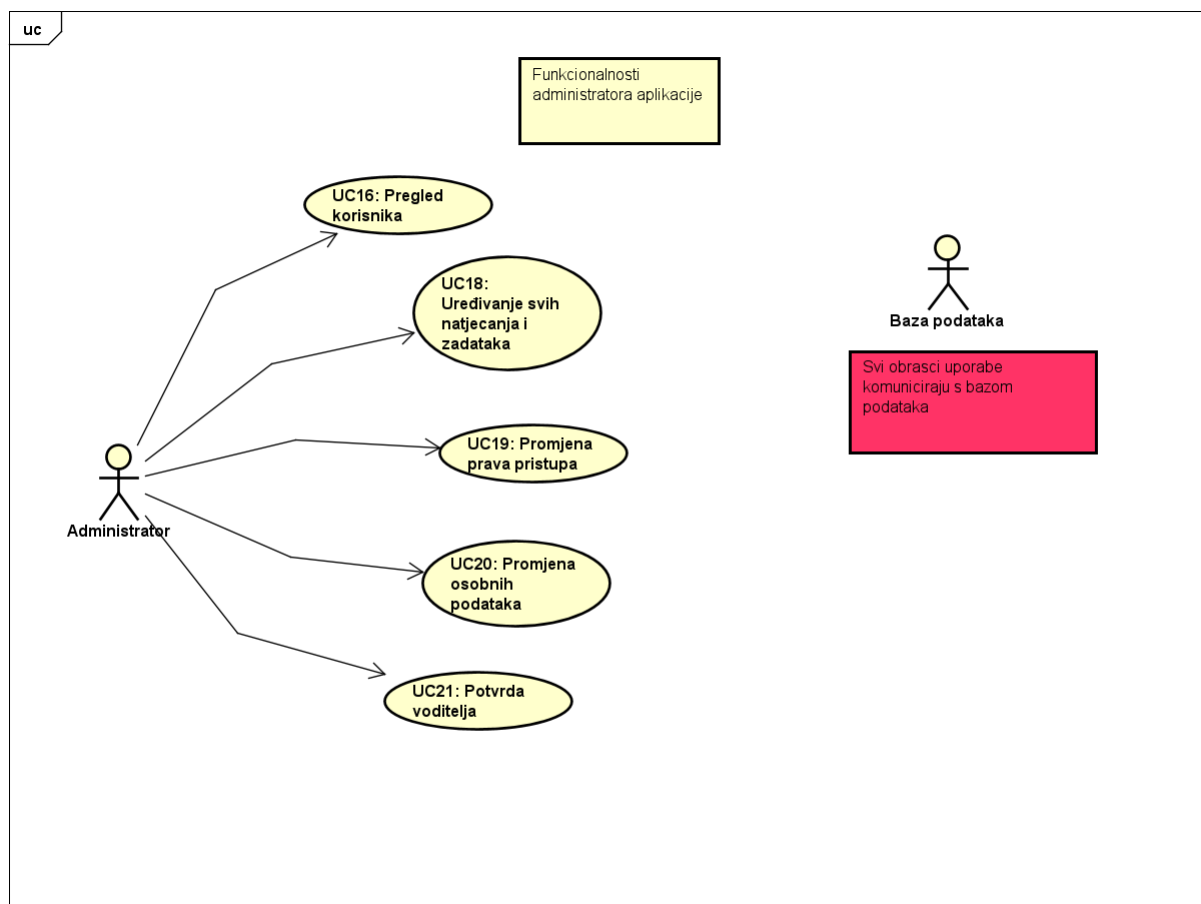 uc
Funkcionalnosti
administratora aplikacije
UC16: Pregled
korisnika
UC18:
Uređivanje svih
natjecanja i
zadataka
Baza podataka
Svi obrasci uporabe
komuniciraju s bazom
podataka
UC19: Promjena
prava pristupa
Administrator
UC20: Promjena
osobnih
podataka
UC21: Potvrda
voditelja